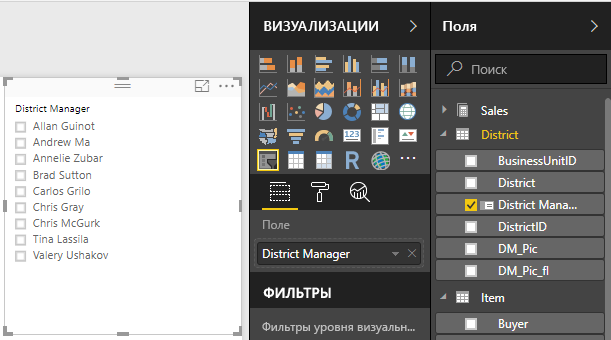 District Manager
Allan Guinot
Andrew Ma
Annelie Zubar
Brad Sutton
Carlos Grilo
Chris Gray
Chris McGurk
Tina Lassila
Valery Ushakov
ВИЗУАЛИЗАЦИИ
123
R
Поле
District Manager
ФИЛЬТРЫ
Фильтры уровня визуальн...
Поля
Поиск
Sales
District
BusinessUnitID
District
District Mana...
DistrictID
DM_Pic
DM_Pic_fl
Item
Buyer